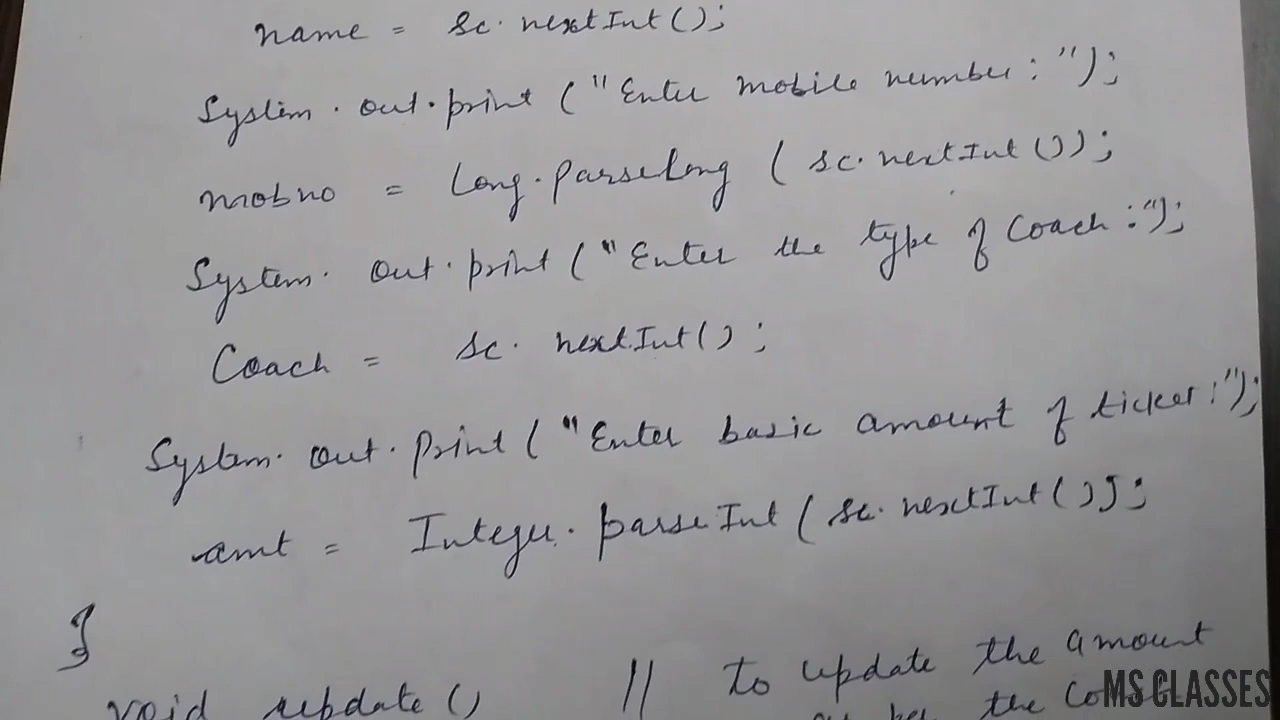 name = sc.nextInt();
System.out.print("Enter mobile number:");
mobno = Long.parseLong(sc.nextInt());
System.out.print("Enter the type of Coach:");
Coach = sc.nextInt();
System.out.print("Enter basic amount of ticket:");
amt = Integer.parseInt(sc.nextInt());
}
void update() // to update the amount
the
MS CLASSES